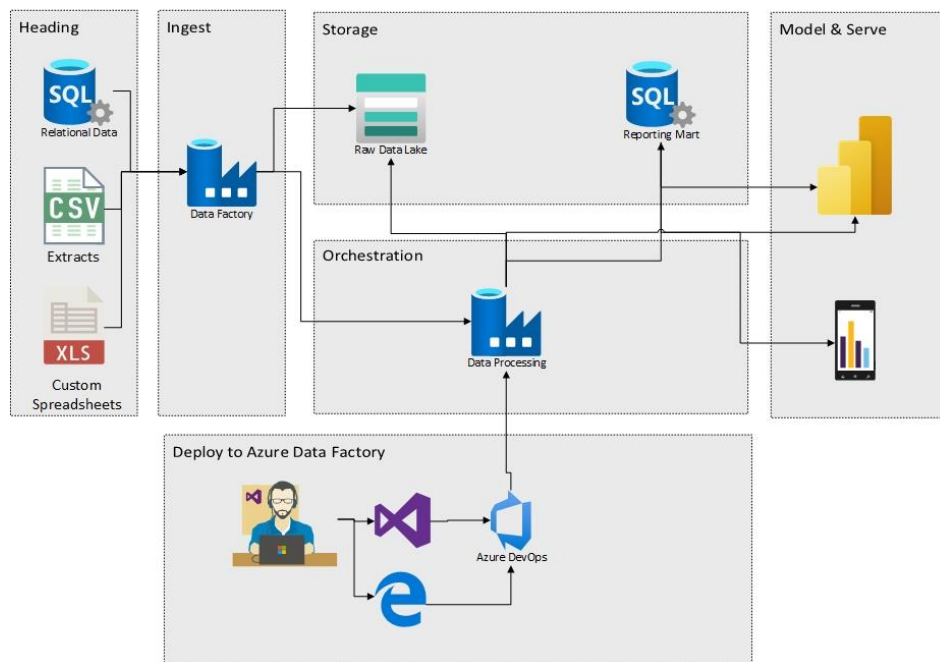 Heading
Ingest
Storage
Model & Serve
SQL
Relational Data
CSV
Extracts
XLS
Custom
Spreadsheets
Data Factory
Raw Data Lake
SQL
Reporting Mart
Orchestration
Data Processing
Deploy to Azure Data Factory
Azure DevOps